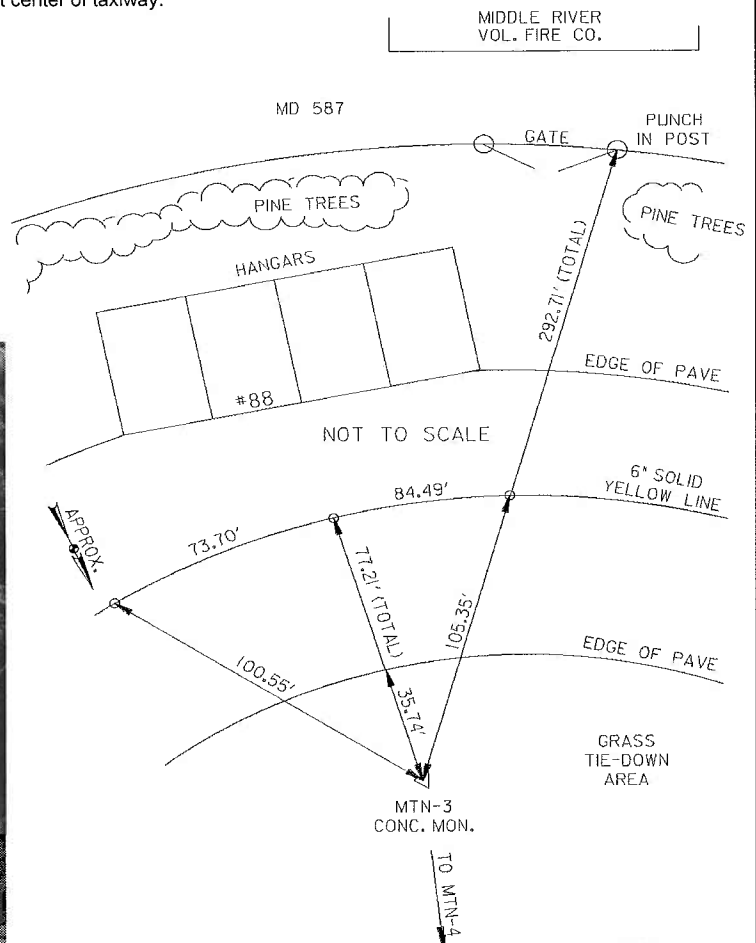 t center of taxiway.
MIDDLE RIVER
VOL. FIRE CO.
MD 587
GATE
PUNCH
IN POST
PINE TREES
PINE TREES
HANGARS
292.71' (TOTAL)
EDGE OF PAVE
#88
NOT TO SCALE
6" SOLID
YELLOW LINE
84.49'
APPROX.
73.70'
77.21' (TOTAL)
105.35'
EDGE OF PAVE
100.55'
35.74'
GRASS
TIE-DOWN
AREA
MTN-3
CONC. MON.
TO MTN-4